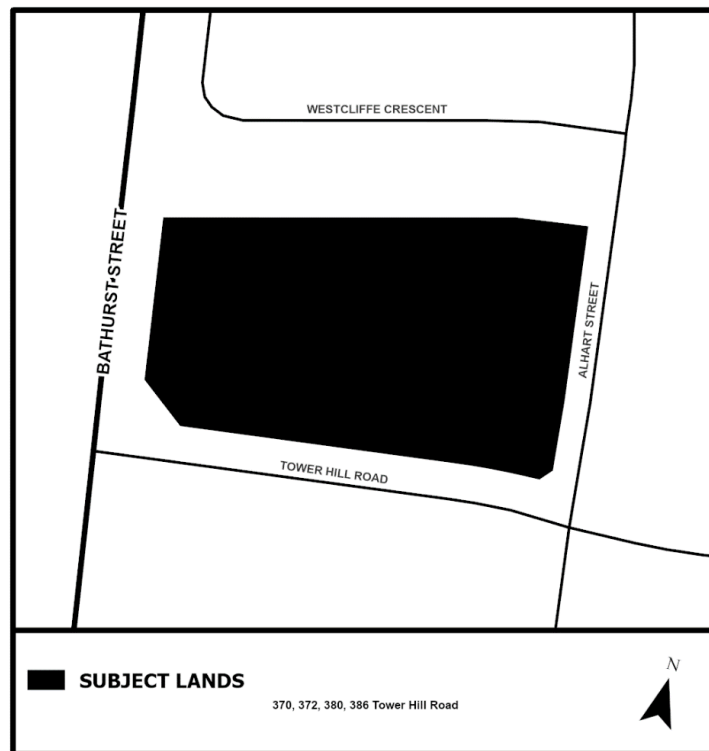 WESTCLIFFE CRESCENT
BATHURST STREET
ALHART STREET
TOWER HILL ROAD
SUBJECT LANDS
370, 372, 380, 386 Tower Hill Road
N